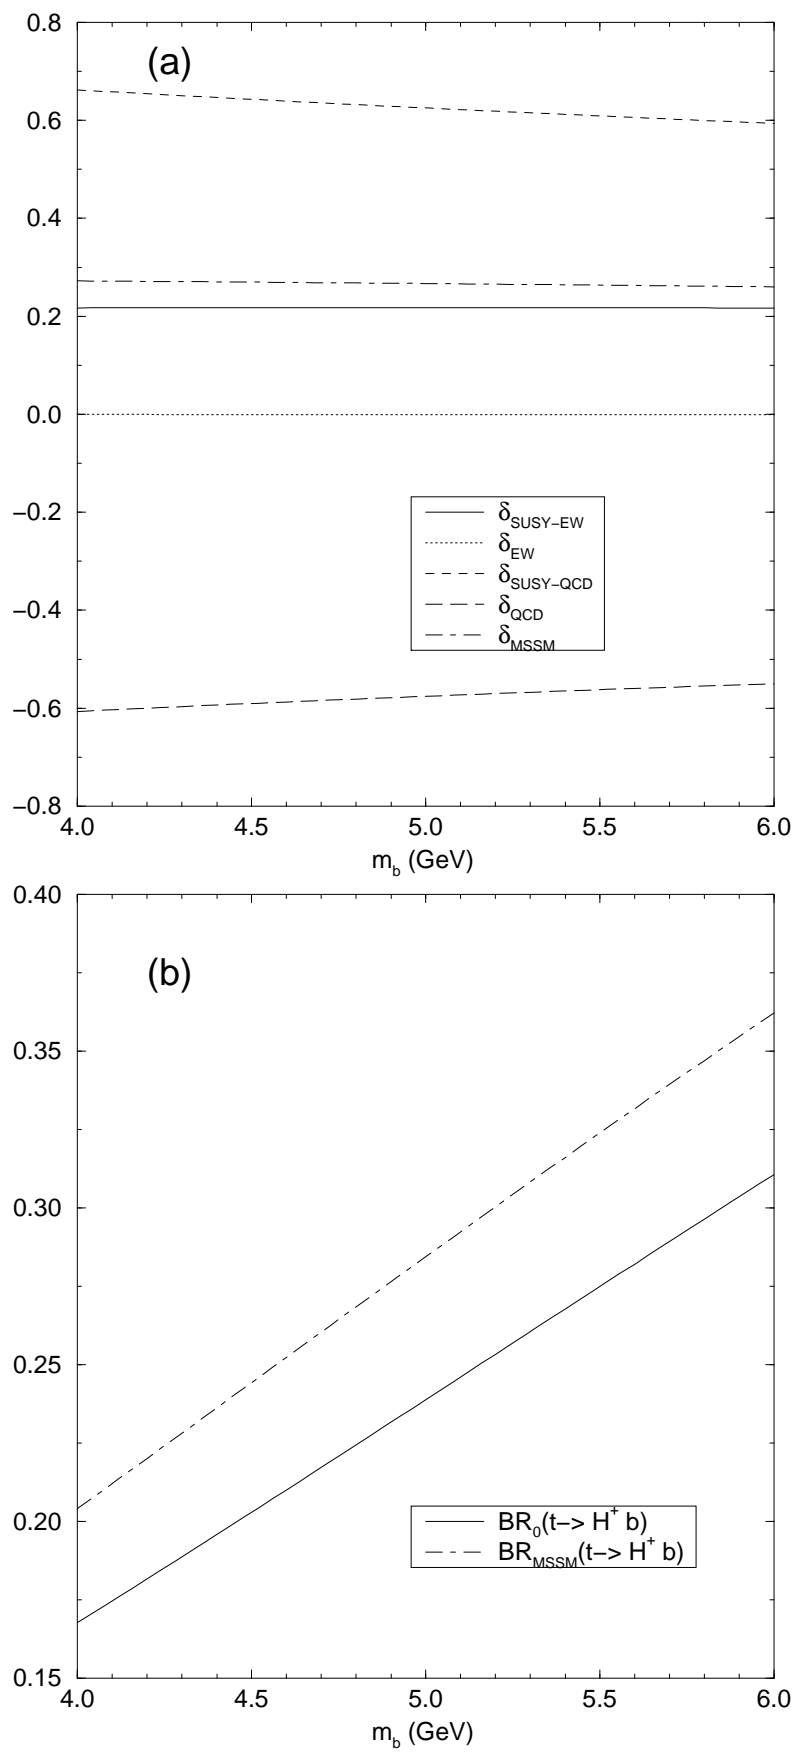 0.8
(a)
0.6
0.4
0.2
0.0
−0.2
−0.4
−0.6
−0.8
δSUSY−EW
δEW
δSUSY−QCD
δQCD
δMSSM
4.0 4.5 5.0 5.5 6.0
mb (GeV)
0.40
(b)
0.35
0.30
0.25
0.20
0.15
BR0(t−> H+ b)
BRMSSM(t−> H+ b)
4.0 4.5 5.0 5.5 6.0
mb (GeV)